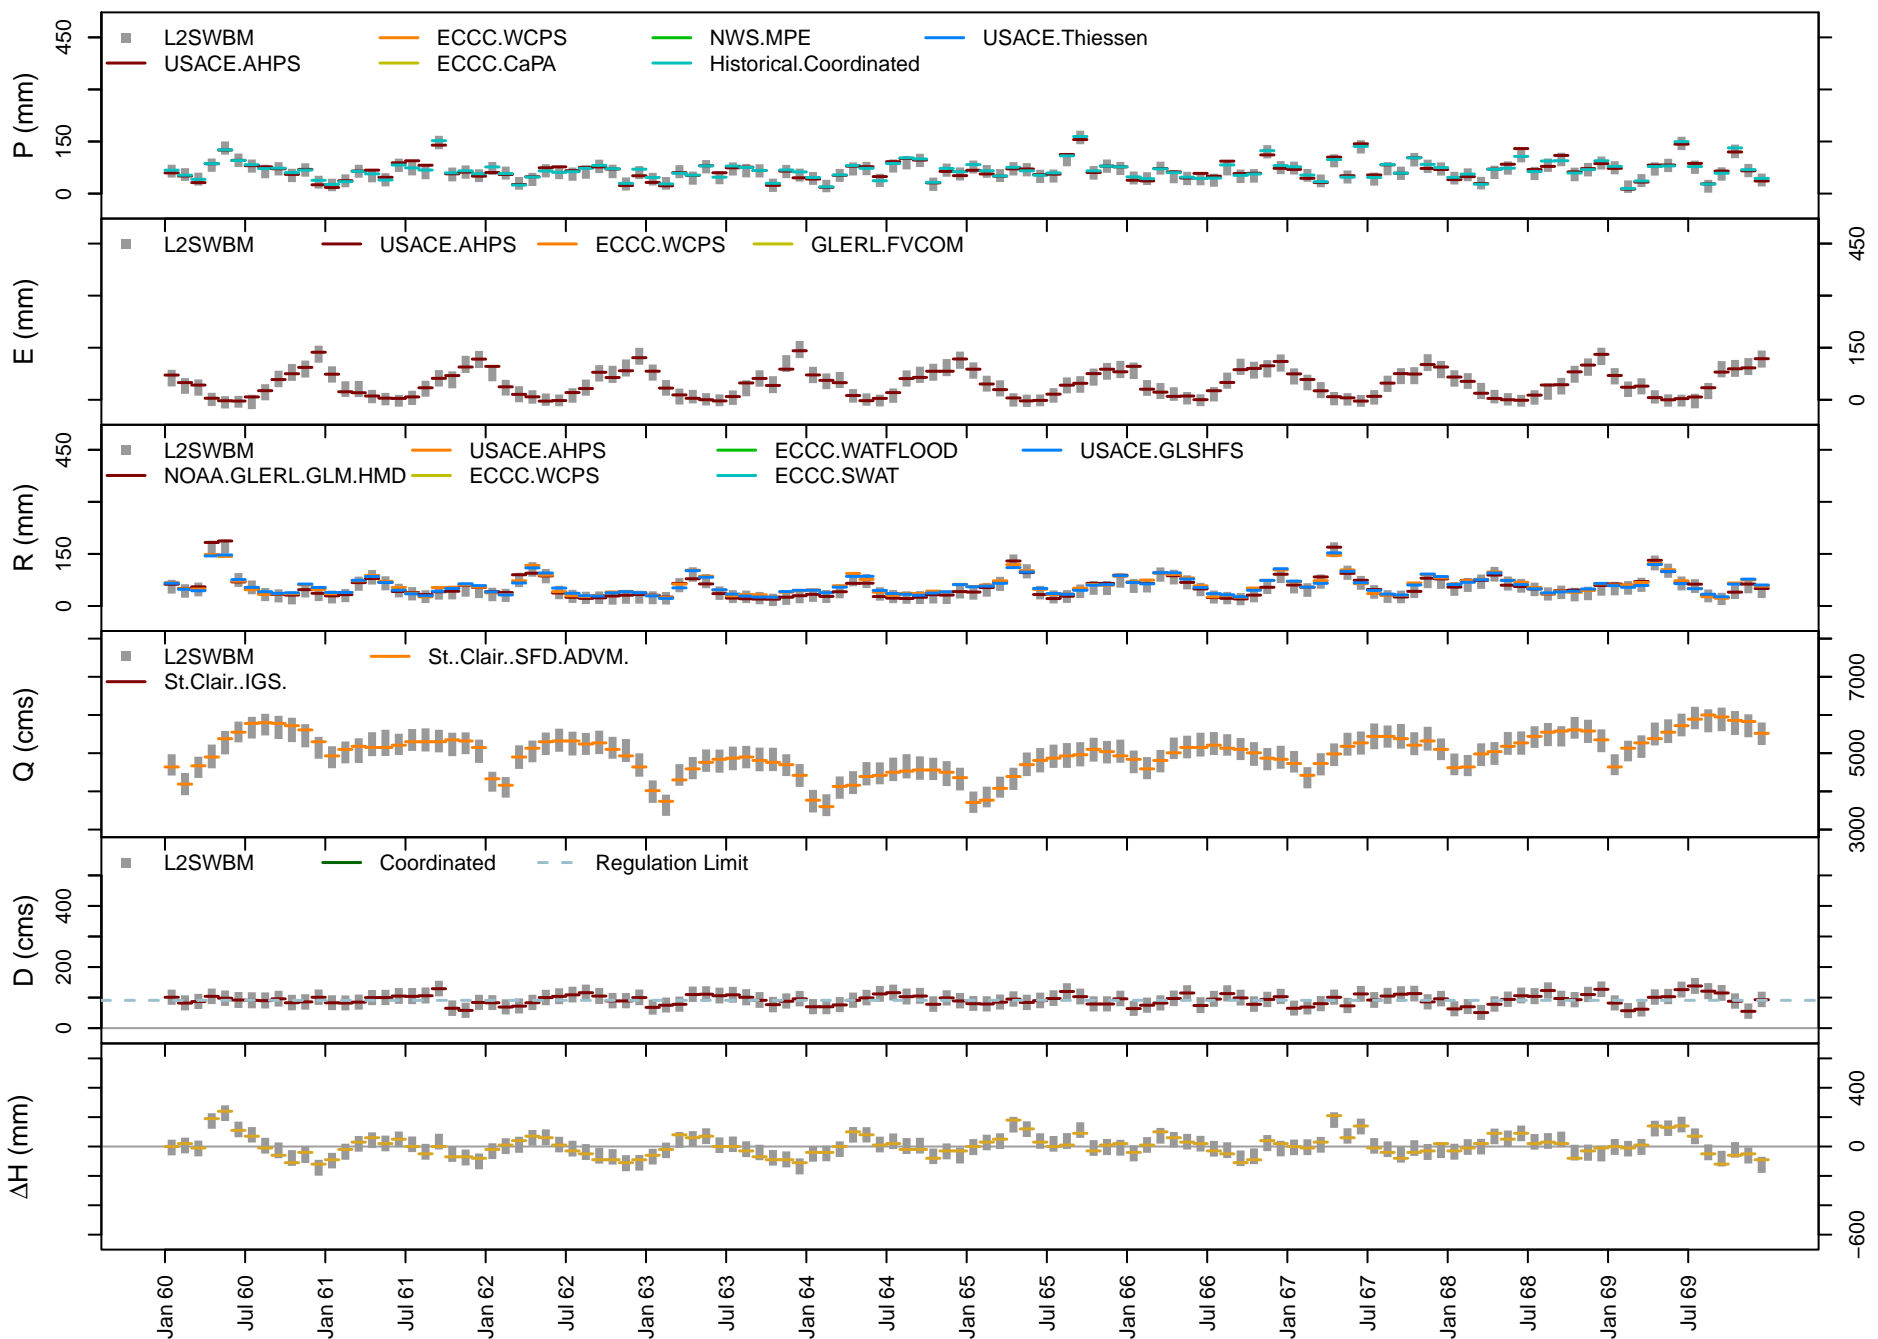 P (mm)
450
150
0
L2SWBM
ECCC.WCPS
NWS.MPE
USACE.Thiessen
USACE.AHPS
ECCC.CaPA
Historical.Coordinated
E (mm)
L2SWBM
USACE.AHPS
ECCC.WCPS
GLERL.FVCOM
450
150
0
R (mm)
450
150
0
L2SWBM
USACE.AHPS
ECCC.WATFLOOD
USACE.GLSHFS
NOAA.GLERL.GLM.HMD
ECCC.WCPS
ECCC.SWAT
Q (cms)
L2SWBM
St..Clair..SFD.ADVM.
St.Clair..IGS.
7000
5000
3000
D (cms)
400
200
0
L2SWBM
Coordinated
Regulation Limit
ΔH (mm)
400
0
−600
Jan 60
Jul 60
Jan 61
Jul 61
Jan 62
Jul 62
Jan 63
Jul 63
Jan 64
Jul 64
Jan 65
Jul 65
Jan 66
Jul 66
Jan 67
Jul 67
Jan 68
Jul 68
Jan 69
Jul 69